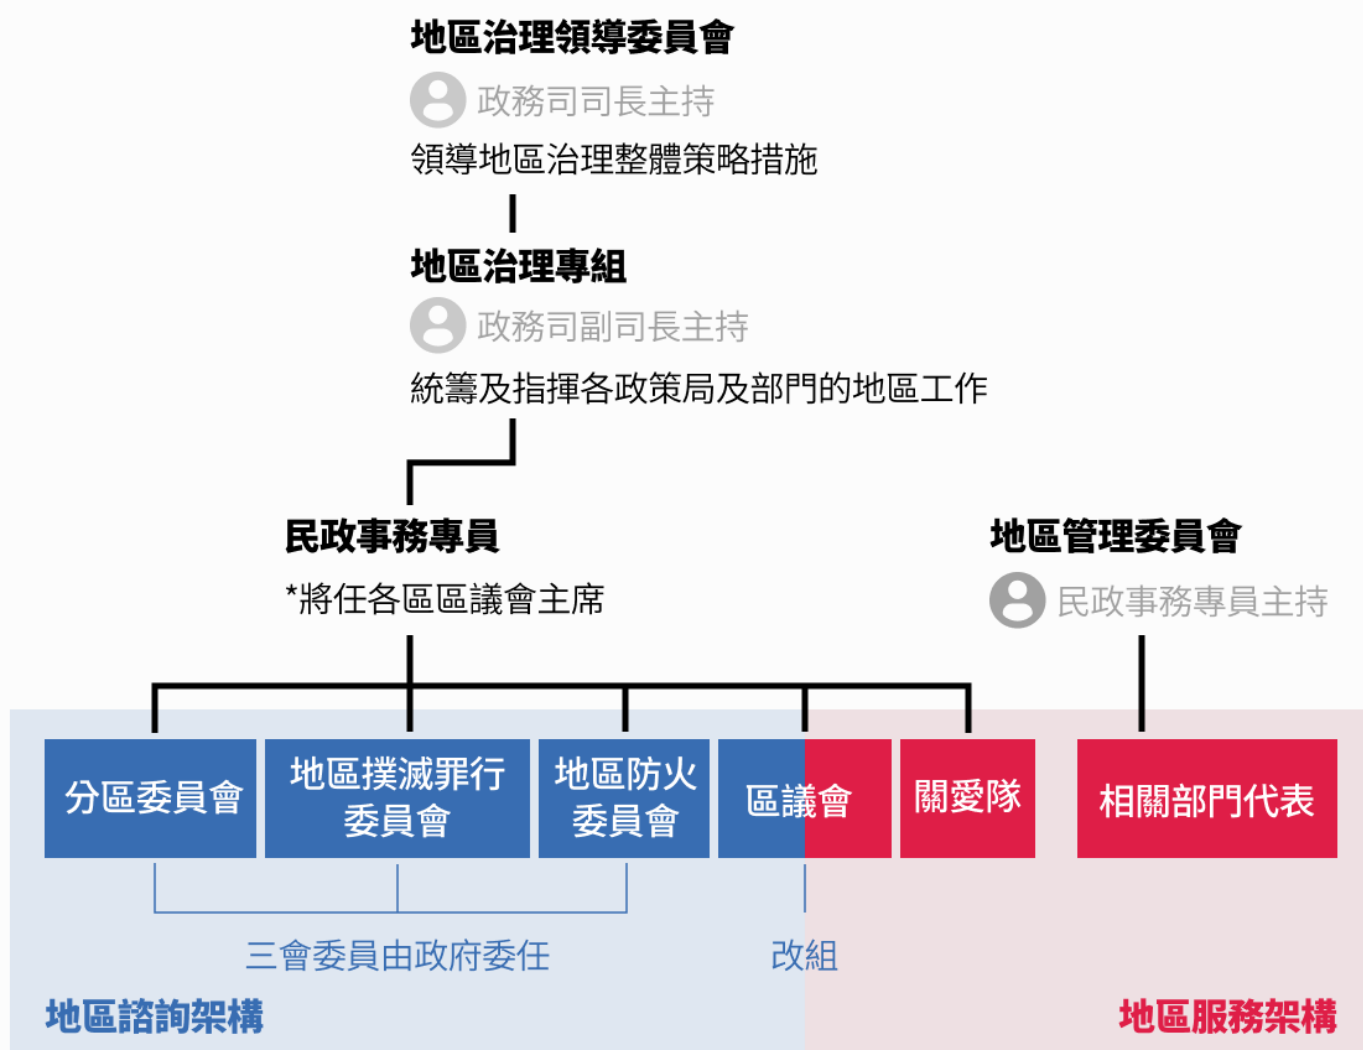 地區治理領導委員會
政務司司長主持
領導地區治理整體策略措施
地區治理專組
政務司副司長主持
統籌及指揮各政策局及部門的地區工作
民政事務專員
*將任各區區議會主席
地區管理委員會
民政事務專員主持
分區委員會
地區撲滅罪行
委員會
地區防火
委員會
區議會
關愛隊
相關部門代表
三會委員由政府委任
改組
地區諮詢架構
地區服務架構